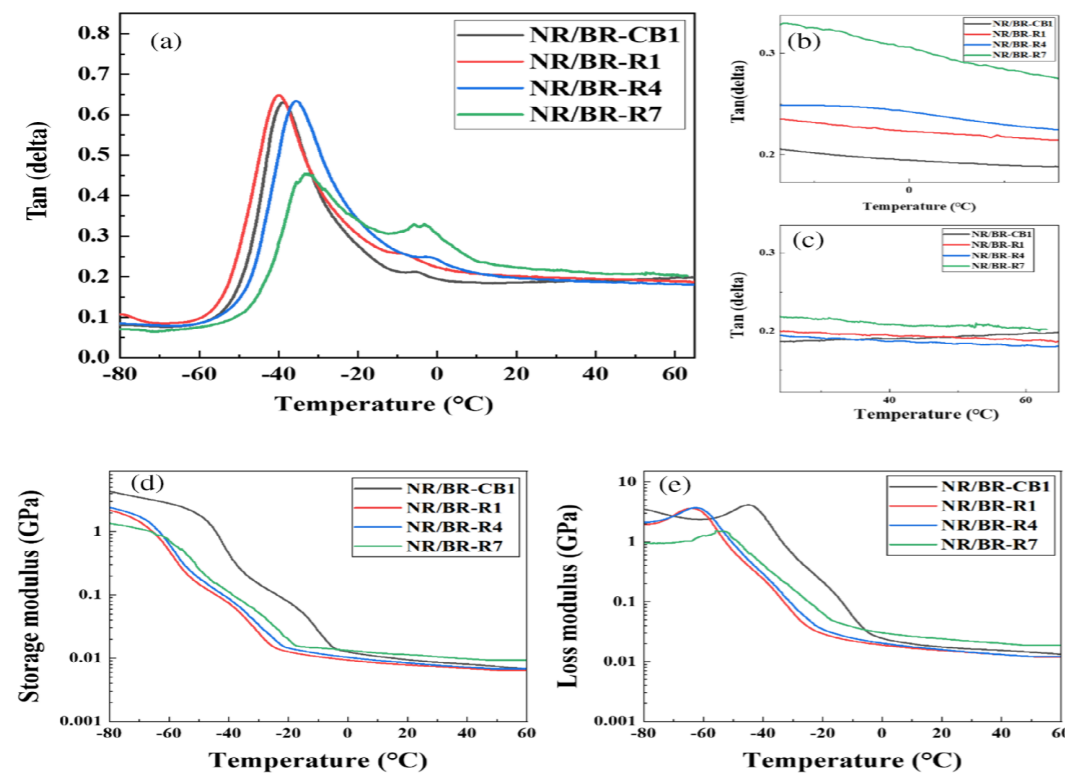 (a)
NR/BR-CB1
NR/BR-R1
NR/BR-R4
NR/BR-R7
Tan (delta)
0.8
0.7
0.6
0.5
0.4
0.3
0.2
0.1
0.0
-80 -60 -40 -20 0 20 40 60
Temperature (°C)
(b)
NR/BR-CB1
NR/BR-R1
NR/BR-R4
NR/BR-R7
Tan(delta)
0.3
0.2
0
Temperature (°C)
(c)
NR/BR-CB1
NR/BR-R1
NR/BR-R4
NR/BR-R7
Tan (delta)
0.3
0.2
40 60
Temperature (°C)
(d)
NR/BR-CB1
NR/BR-R1
NR/BR-R4
NR/BR-R7
Storage modulus (GPa)
1
0.1
0.01
0.001
-80 -60 -40 -20 0 20 40 60
Temperature (°C)
(e)
NR/BR-CB1
NR/BR-R1
NR/BR-R4
NR/BR-R7
Loss modulus (GPa)
10
1
0.1
0.01
0.001
-80 -60 -40 -20 0 20 40 60
Temperature (°C)